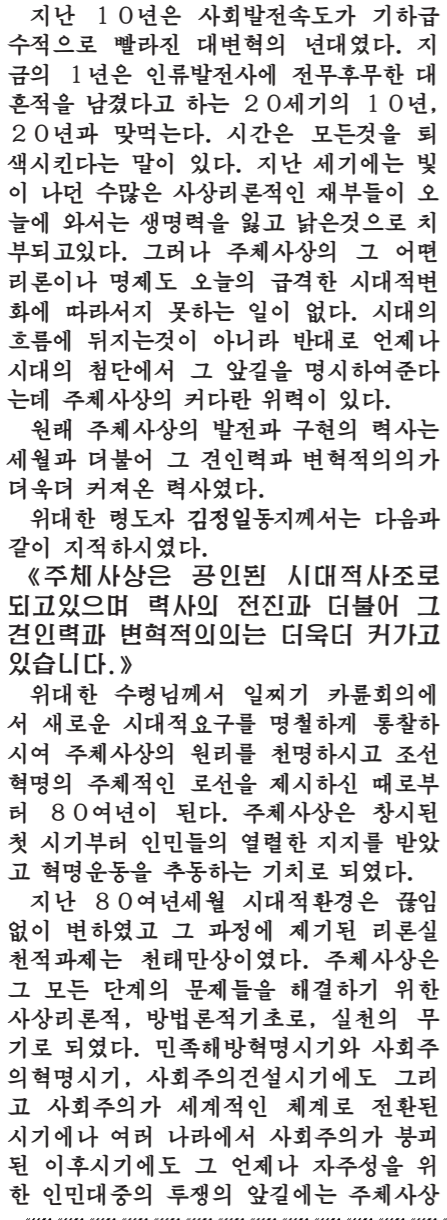 지난 １０년은 사회발전속도가 기하급
수적으로 빨라진 대변혁의 년대였다. 지
금의 １년은 인류발전사에 전무후무한 대
흔적을 남겼다고 하는 ２０세기의 １０년,
２０년과 맞먹는다. 시간은 모든것을 퇴
색시킨다는 말이 있다. 지난 세기에는 빛
이 나던 수많은 사상리론적인 재부들이 오
늘에 와서는 생명력을 잃고 낡은것으로 치
부되고있다. 그러나 주체사상의 그 어떤
리론이나 명제도 오늘의 급격한 시대적변
화에 따라서지 못하는 일이 없다. 시대의
흐름에 뒤지는것이 아니라 반대로 언제나
시대의 첨단에서 그 앞길을 명시하여준다
는데 주체사상의 커다란 위력이 있다.
원래 주체사상의 발전과 구현의 력사는
세월과 더불어 그 견인력과 변혁적의의가
더욱더 커져온 력사였다.
위대한 령도자 김정일동지께서는 다음과
같이 지적하시였다.
《주체사상은 공인된 시대적사조로
되고있으며 력사의 전진과 더불어 그
견인력과 변혁적의의는 더욱더 커가고
있습니다.》
위대한 수령님께서 일찌기 카륜회의에
서 새로운 시대적요구를 명철하게 통찰하
시여 주체사상의 원리를 천명하시고 조선
혁명의 주체적인 로선을 제시하신 때로부
터 ８０여년이 된다. 주체사상은 창시된
첫 시기부터 인민들의 열렬한 지지를 받았
고 혁명운동을 추동하는 기치로 되였다.
지난 ８０여년세월 시대적환경은 끊임
없이 변하였고 그 과정에 제기된 리론실
천적과제는 천태만상이였다. 주체사상은
그 모든 단계의 문제들을 해결하기 위한
사상리론적, 방법론적기초로, 실천의 무
기로 되였다. 민족해방혁명시기와 사회주
의혁명시기, 사회주의건설시기에도 그리
고 사회주의가 세계적인 체계로 전환된
시기에나 여러 나라에서 사회주의가 붕괴
된 이후시기에도 그 언제나 자주성을 위
한 인민대중의 투쟁의 앞길에는 주체사상